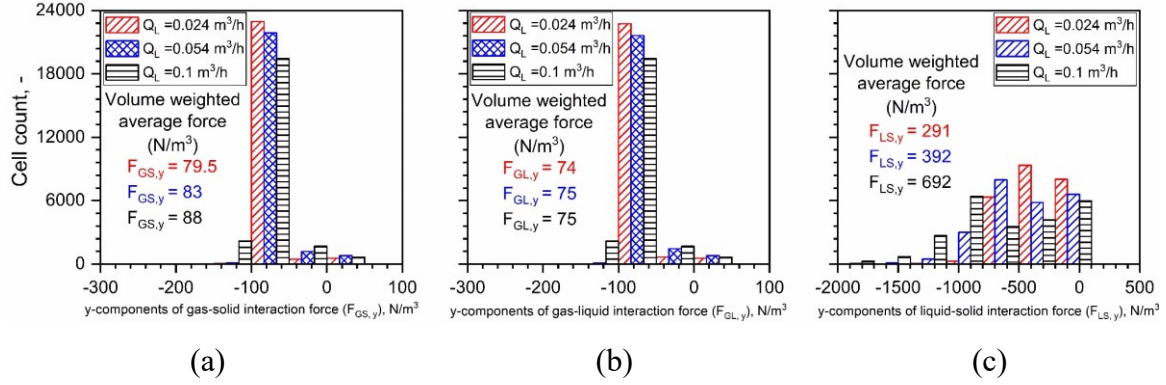 24000
18000
12000
6000
0
Cell count, -
Q_L =0.024 m³/h
Q_L =0.054 m³/h
Q_L =0.1 m³/h
Volume weighted
average force
(N/m³)
F_GS,y = 79.5
F_GS,y = 83
F_GS,y = 88
-300 -200 -100 0 100
y-components of gas-solid interaction force (F_GS, y), N/m³
(a)
Q_L =0.024 m³/h
Q_L =0.054 m³/h
Q_L =0.1 m³/h
Volume weighted
average force
(N/m³)
F_GL,y = 74
F_GL,y = 75
F_GL,y = 75
-300 -200 -100 0 100
y-components of gas-liquid interaction force (F_GL, y), N/m³
(b)
Q_L =0.024 m³/h
Q_L =0.054 m³/h
Q_L =0.1 m³/h
Volume weighted
average force
(N/m³)
F_LS,y = 291
F_LS,y = 392
F_LS,y = 692
-2000 -1500 -1000 -500 0 500
y-components of liquid-solid interaction force (F_LS, y), N/m³
(c)